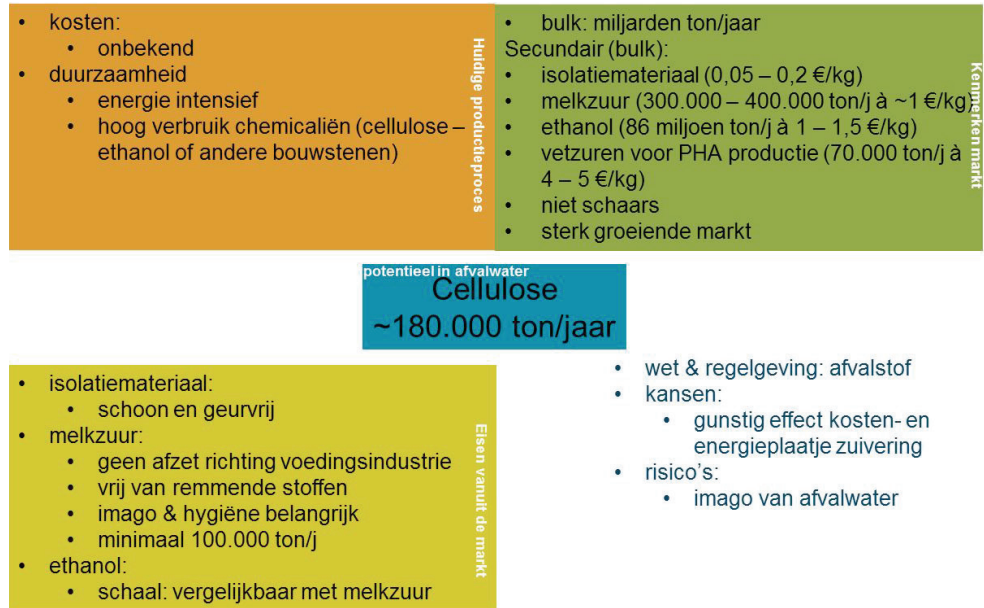 • kosten:
• onbekend
• duurzaamheid
• energie intensief
• hoog verbruik chemicaliën (cellulose –
ethanol of andere bouwstenen)
Huidige productieproces
• bulk: miljarden ton/jaar
Secundair (bulk):
• isolatiemateriaal (0,05 – 0,2 €/kg)
• melkzuur (300.000 – 400.000 ton/j à ~1 €/kg)
• ethanol (86 miljoen ton/j à 1 – 1,5 €/kg)
• vetzuren voor PHA productie (70.000 ton/j à
4 – 5 €/kg)
• niet schaars
• sterk groeiende markt
Kenmerken markt
potentieel in afvalwater
Cellulose
~180.000 ton/jaar
• isolatiemateriaal:
• schoon en geurvrij
• melkzuur:
• geen afzet richting voedingsindustrie
• vrij van remmende stoffen
• imago & hygiëne belangrijk
• minimaal 100.000 ton/j
• ethanol:
• schaal: vergelijkbaar met melkzuur
Eisen vanuit de markt
• wet & regelgeving: afvalstof
• kansen:
• gunstig effect kosten- en
energieplaatje zuivering
• risico’s:
• imago van afvalwater